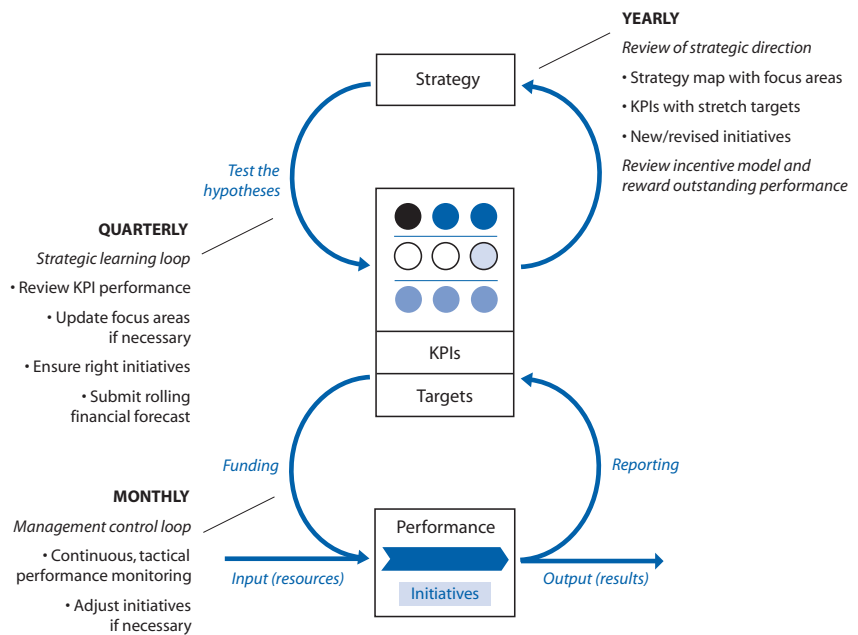 YEARLY
Review of strategic direction
• Strategy map with focus areas
• KPIs with stretch targets
• New/revised initiatives
Review incentive model and
reward outstanding performance
Strategy
Test the
hypotheses
QUARTERLY
Strategic learning loop
• Review KPI performance
• Update focus areas
if necessary
• Ensure right initiatives
• Submit rolling
financial forecast
KPIs
Targets
Funding
Reporting
MONTHLY
Management control loop
• Continuous, tactical
performance monitoring
• Adjust initiatives
if necessary
Input (resources)
Performance
Initiatives
Output (results)